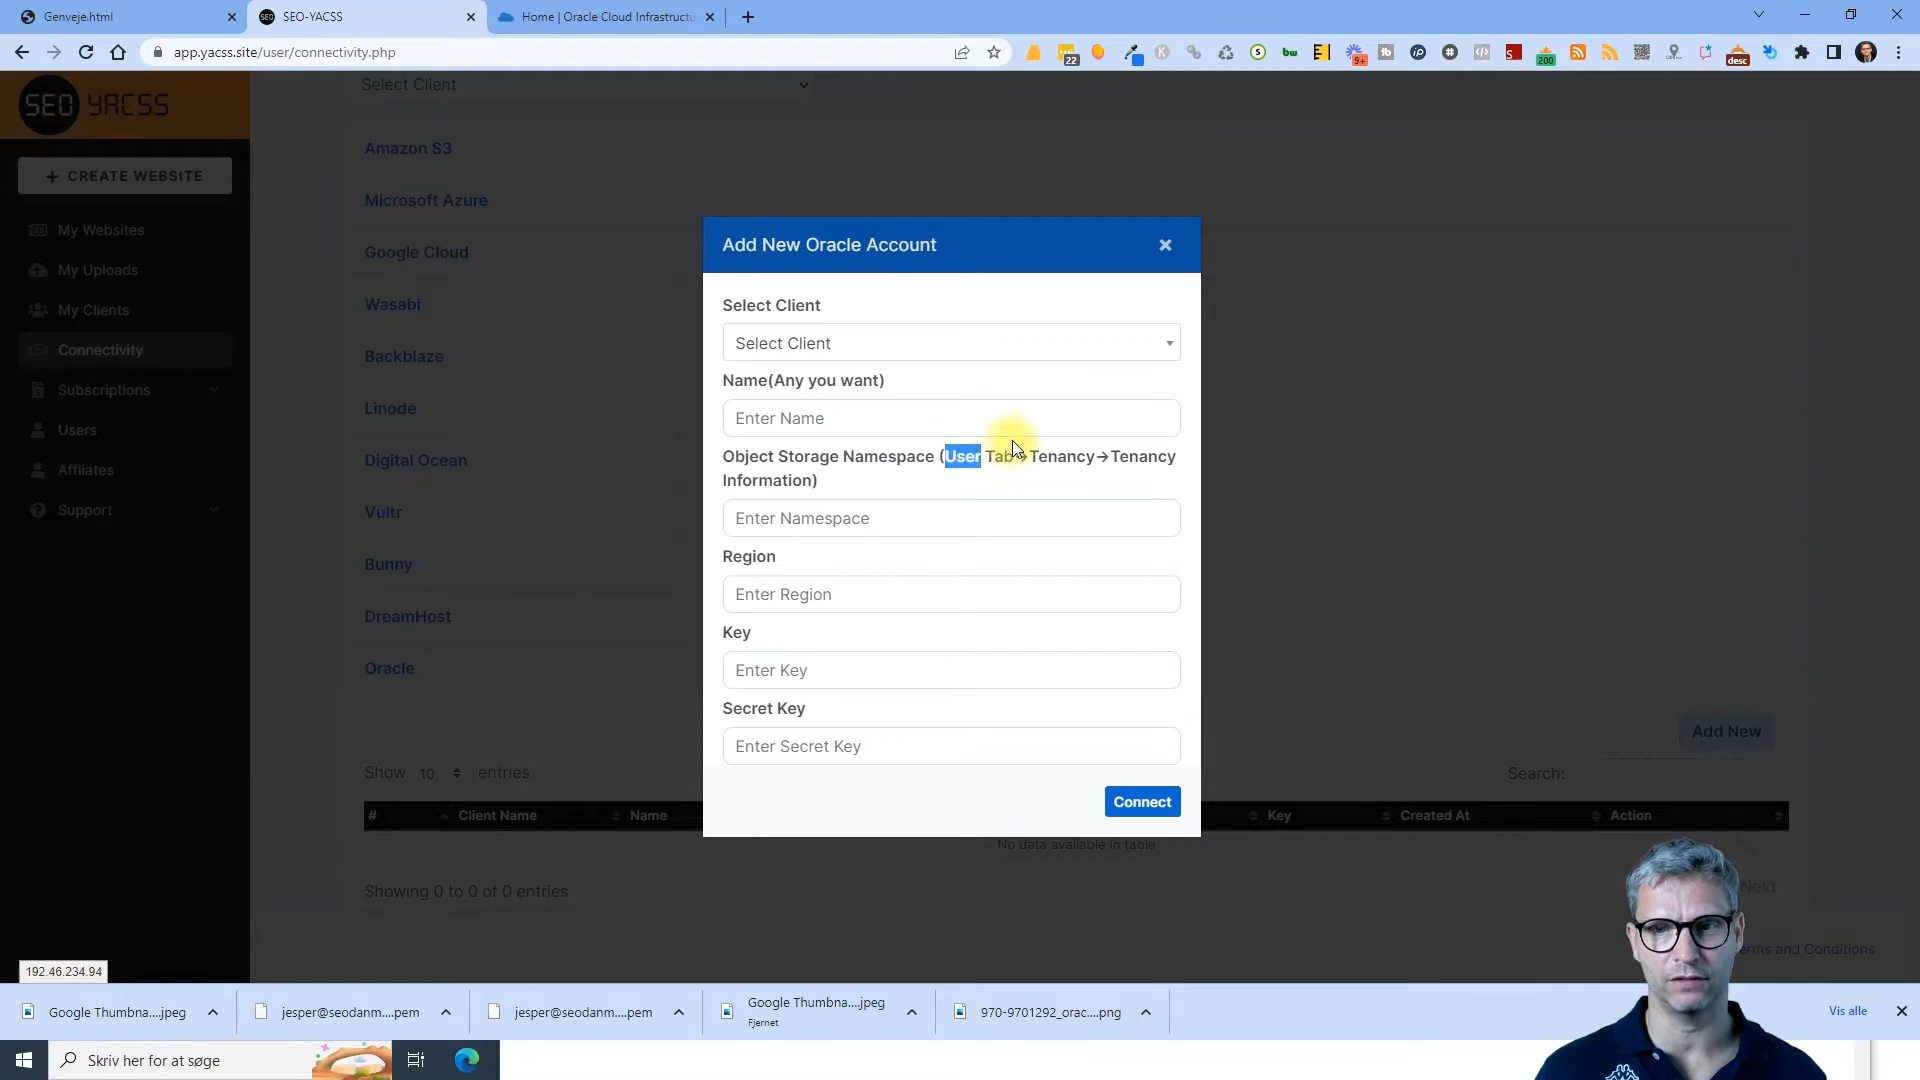 Genveje.html
SEO-YACSS
Home | Oracle Cloud Infrastructu
app.yacss.site/user/connectivity.php
22
9+
200
desc
SEO YACSS
CREATE WEBSITE
My Websites
My Uploads
My Clients
Connectivity
Subscriptions
Users
Affliates
Support
Select Client
Amazon S3
Microsoft Azure
Google Cloud
Wasabi
Backblaze
Linode
Digital Ocean
Vultr
Bunny
DreamHost
Oracle
Add New Oracle Account
Select Client
Select Client
Name(Any you want)
Enter Name
Object Storage Namespace (User Tab→Tenancy→Tenancy
Information)
Enter Namespace
Region
Enter Region
Key
Enter Key
Secret Key
Enter Secret Key
Connect
Add New
Show 10 entries
Search:
# Client Name Name Key Created At Action
No data available in table
Showing 0 to 0 of 0 entries
Next
erms and Conditions
192.46.234.94
Google Thumbna....jpeg
jesper@seodanm....pem
jesper@seodanm....pem
Google Thumbna....jpeg
Fjernet
970-9701292_orac....png
Vis alle
Skriv her for at søge